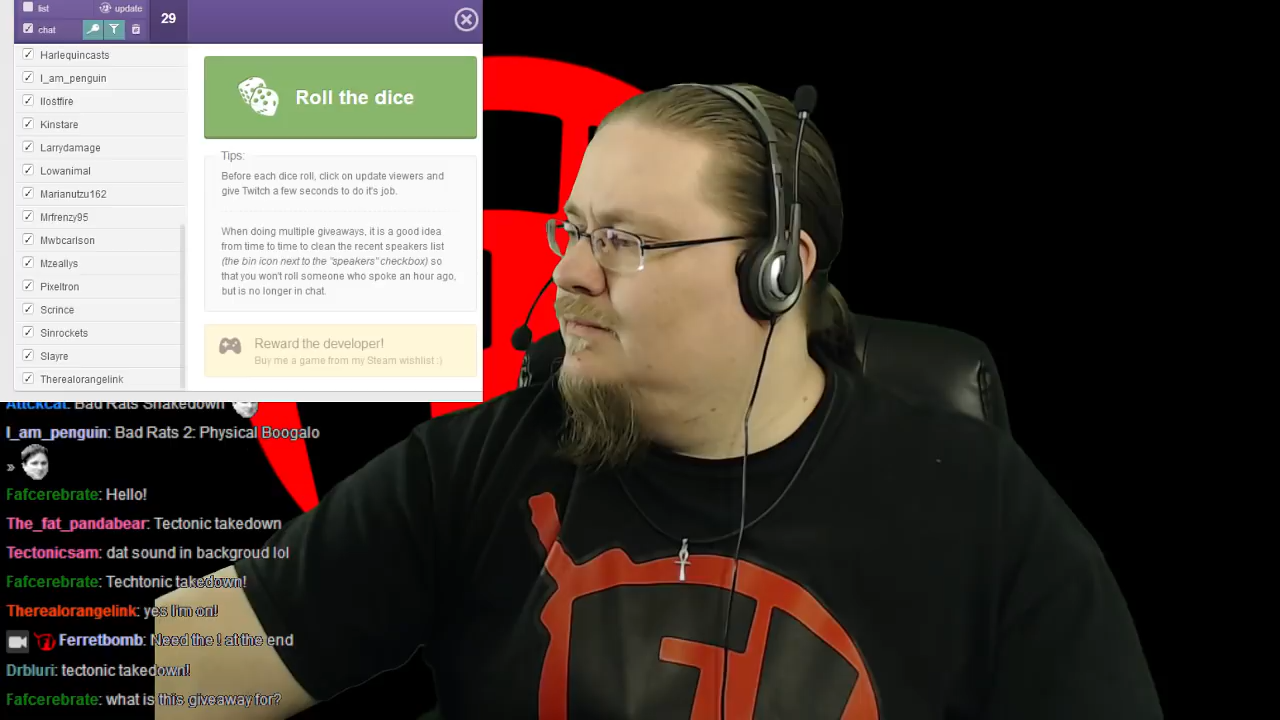 list
update
chat
29
Harlequincasts
I_am_penguin
Ilostfire
Kinstare
Larrydamage
Lowanimal
Marianutzu162
Mrfrenzy95
Mwbcarlson
Mzeallys
Pixeltron
Scrince
Sinrockets
Slayre
Therealorangelink
Roll the dice
Tips:
Before each dice roll, click on update viewers and
give Twitch a few seconds to do it's job.
When doing multiple giveaways, it is a good idea
from time to time to clean the recent speakers list
(the bin icon next to the "speakers" checkbox) so
that you won't roll someone who spoke an hour ago,
but is no longer in chat.
Reward the developer!
Buy me a game from my Steam wishlist :)
Attckcat: Bad Rats Shakedown
I_am_penguin: Bad Rats 2: Physical Boogalo
»
Fafcerebrate: Hello!
The_fat_pandabear: Tectonic takedown
Tectonicsam: dat sound in backgroud lol
Fafcerebrate: Techtonic takedown!
Therealorangelink: yes I'm on!
Ferretbomb: Need the ! at the end
Drbluri: tectonic takedown!
Fafcerebrate: what is this giveaway for?